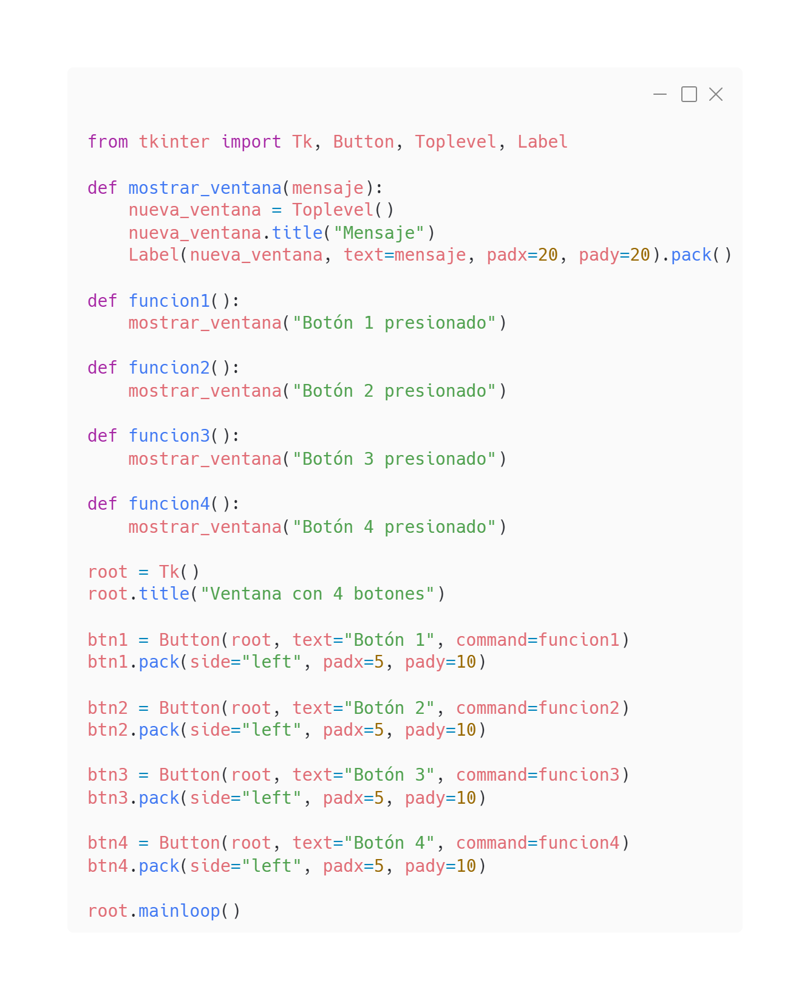 from tkinter import Tk, Button, Toplevel, Label

def mostrar_ventana(mensaje):
    nueva_ventana = Toplevel()
    nueva_ventana.title("Mensaje")
    Label(nueva_ventana, text=mensaje, padx=20, pady=20).pack()

def funcion1():
    mostrar_ventana("Botón 1 presionado")

def funcion2():
    mostrar_ventana("Botón 2 presionado")

def funcion3():
    mostrar_ventana("Botón 3 presionado")

def funcion4():
    mostrar_ventana("Botón 4 presionado")

root = Tk()
root.title("Ventana con 4 botones")

btn1 = Button(root, text="Botón 1", command=funcion1)
btn1.pack(side="left", padx=5, pady=10)

btn2 = Button(root, text="Botón 2", command=funcion2)
btn2.pack(side="left", padx=5, pady=10)

btn3 = Button(root, text="Botón 3", command=funcion3)
btn3.pack(side="left", padx=5, pady=10)

btn4 = Button(root, text="Botón 4", command=funcion4)
btn4.pack(side="left", padx=5, pady=10)

root.mainloop()